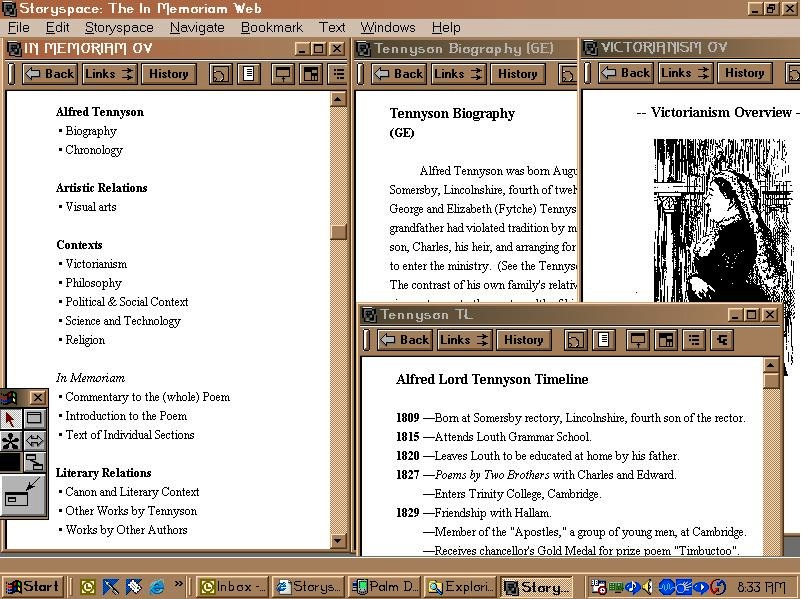 Storyspace: The In Memoriam Web
File Edit Storyspace Navigate Bookmark Text Windows Help
IN MEMORIAM OV
Back Links History
Alfred Tennyson
• Biography
• Chronology
Artistic Relations
• Visual arts
Contexts
• Victorianism
• Philosophy
• Political & Social Context
• Science and Technology
• Religion
In Memoriam
• Commentary to the (whole) Poem
• Introduction to the Poem
• Text of Individual Sections
Literary Relations
• Canon and Literary Context
• Other Works by Tennyson
• Works by Other Authors
Tennyson Biography (GE)
Back Links History
Tennyson Biography
(GE)
Alfred Tennyson was born Augu
Somersby, Lincolnshire, fourth of twel
George and Elizabeth (Fytche) Tennys
grandfather had violated tradition by m
son, Charles, his heir, and arranging for
to enter the ministry. (See the Tennys
The contrast of his own family's relativ
VICTORIANISM OV
Back Links History
-- Victorianism Overview -
Tennyson TL
Back Links History
Alfred Lord Tennyson Timeline
1809 —Born at Somersby rectory, Lincolnshire, fourth son of the rector.
1815 —Attends Louth Grammar School.
1820 —Leaves Louth to be educated at home by his father.
1827 —Poems by Two Brothers with Charles and Edward.
—Enters Trinity College, Cambridge.
1829 —Friendship with Hallam.
—Member of the "Apostles," a group of young men, at Cambridge.
—Receives chancellor's Gold Medal for prize poem "Timbuctoo".
Start » Inbox -... Storys... Palm D... Explori... Story... 8:33 PM